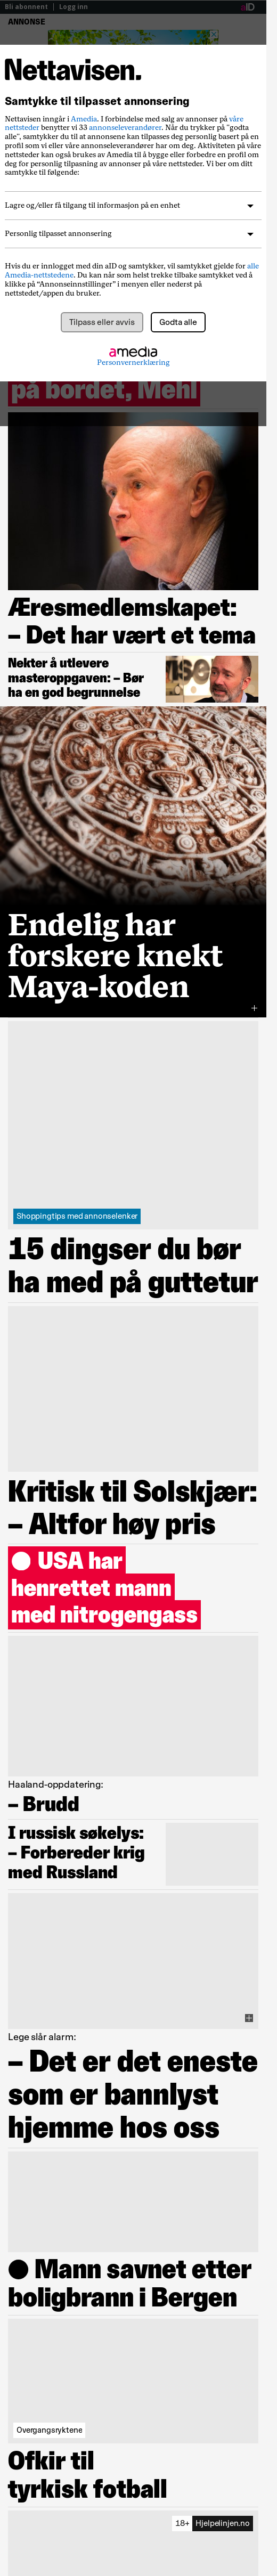 Bli abonnent | Logg inn
aID
ANNONSE
Nettavisen.
Samtykke til tilpasset annonsering
Nettavisen inngår i Amedia. I forbindelse med salg av annonser på våre
nettsteder benytter vi 33 annonseleverandører. Når du trykker på "godta
alle", samtykker du til at annonsene kan tilpasses deg personlig basert på en
profil som vi eller våre annonseleverandører har om deg. Aktiviteten på våre
nettsteder kan også brukes av Amedia til å bygge eller forbedre en profil om
deg for personlig tilpasning av annonser på våre nettsteder. Vi ber om ditt
samtykke til følgende:
Lagre og/eller få tilgang til informasjon på en enhet
Personlig tilpasset annonsering
Hvis du er innlogget med din aID og samtykker, vil samtykket gjelde for alle
Amedia-nettstedene. Du kan når som helst trekke tilbake samtykket ved å
klikke på “Annonseinnstillinger” i menyen eller nederst på
nettstedet/appen du bruker.
Tilpass eller avvis
Godta alle
amedia
Personvernerklæring
på bordet, Mehl
Æresmedlemskapet:
– Det har vært et tema
Nekter å utlevere
masteroppgaven: – Bør
ha en god begrunnelse
Endelig har
forskere knekt
Maya-koden
Shoppingtips med annonselenker
15 dingser du bør
ha med på guttetur
Kritisk til Solskjær:
– Altfor høy pris
● USA har
henrettet mann
med nitrogengass
Haaland-oppdatering:
– Brudd
I russisk søkelys:
– Forbereder krig
med Russland
Lege slår alarm:
– Det er det eneste
som er bannlyst
hjemme hos oss
● Mann savnet etter
boligbrann i Bergen
Overgangsryktene
Ofkir til
tyrkisk fotball
18+ Hjelpelinjen.no